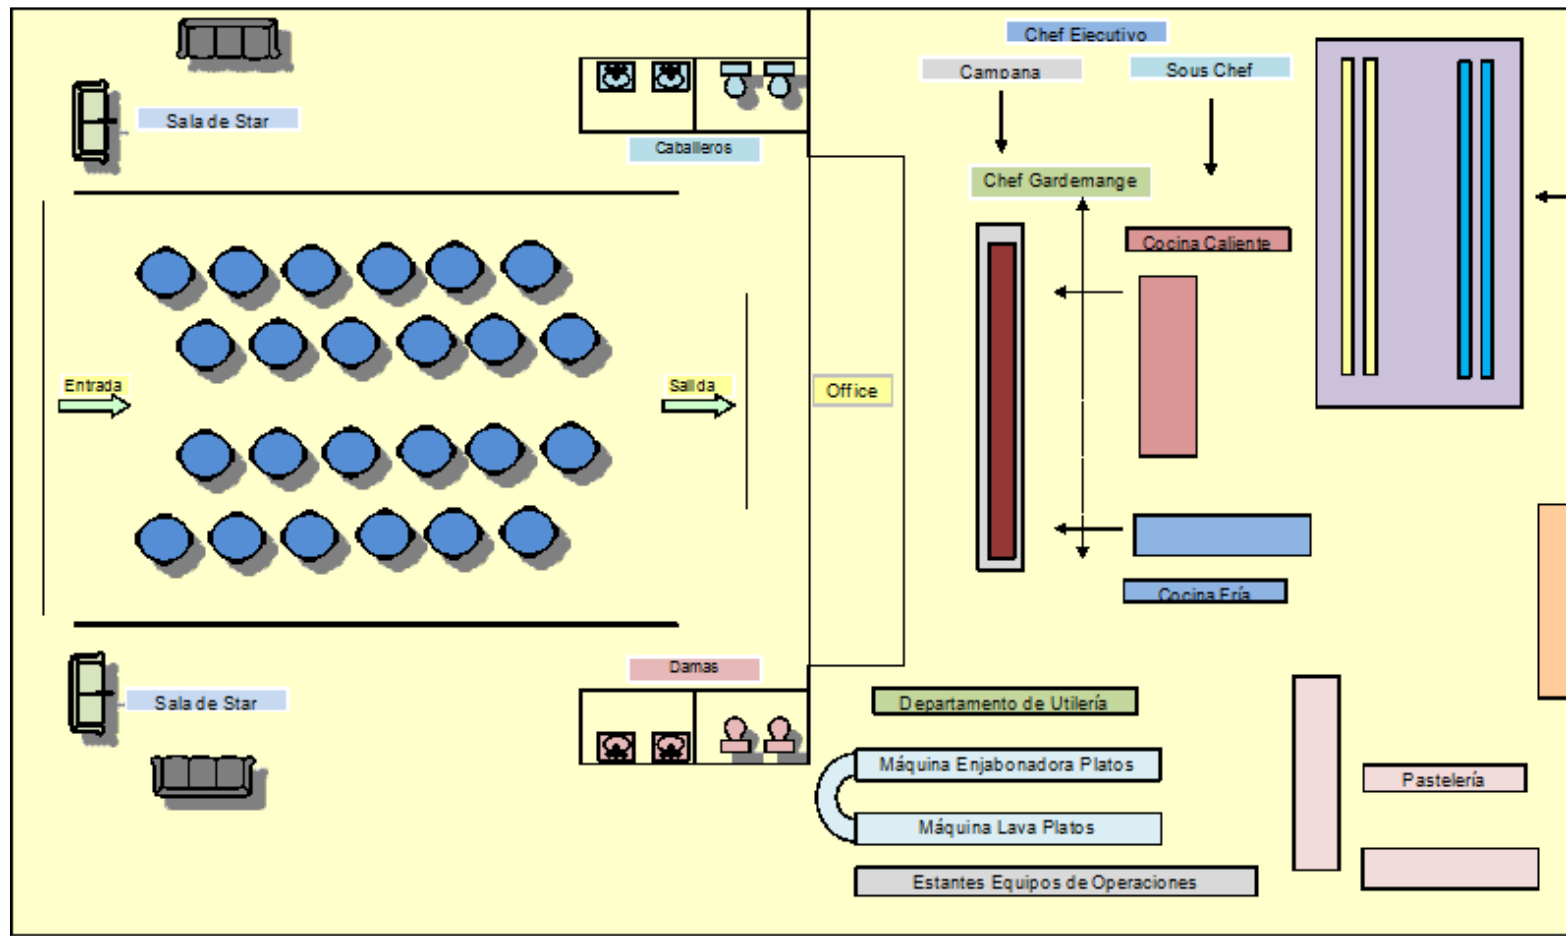 Chef Ejecutivo
Campana
Sous Chef
Sala de Star
Caballeros
Chef Gardemange
Cocina Caliente
Entrada
Salida
Office
Cocina Fría
Damas
Sala de Star
Departamento de Utilería
Máquina Enjabonadora Platos
Pastelería
Máquina Lava Platos
Estantes Equipos de Operaciones